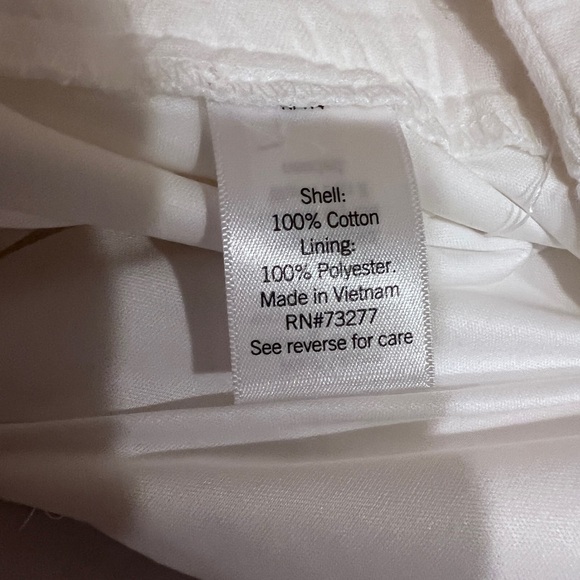 Shell:
100% Cotton
Lining:
100% Polyester.
Made in Vietnam
RN#73277
See reverse for care